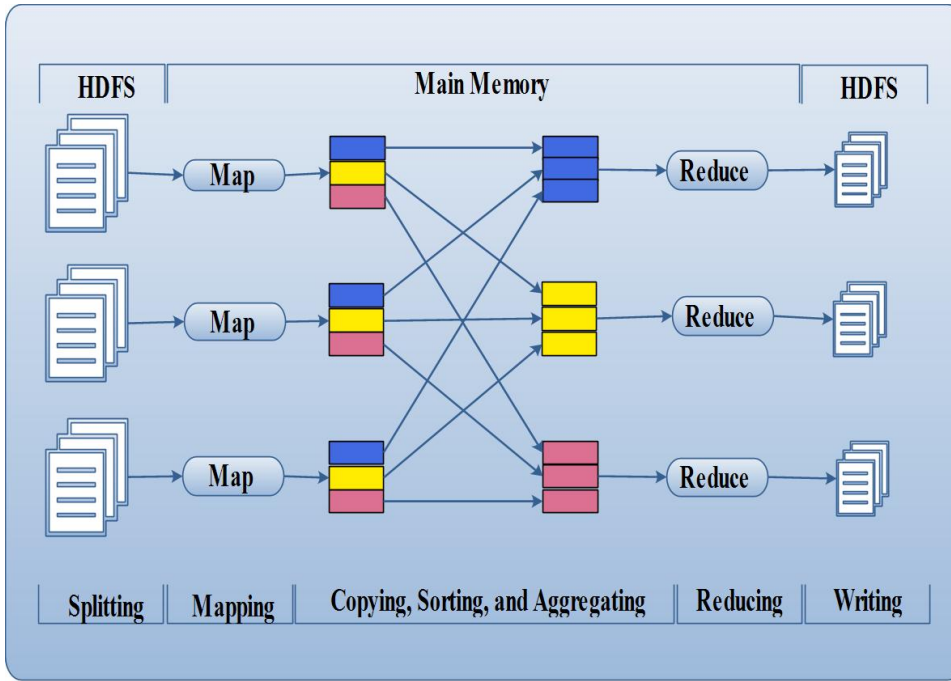 HDFS
Main Memory
HDFS
Map
Reduce
Map
Reduce
Map
Reduce
Splitting
Mapping
Copying, Sorting, and Aggregating
Reducing
Writing